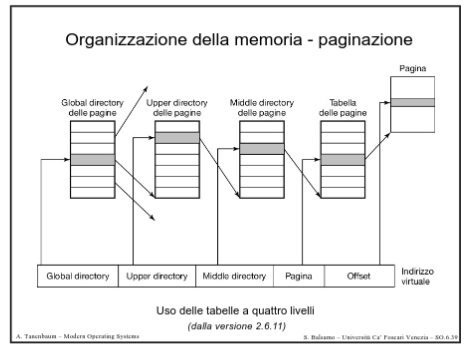 Organizzazione della memoria - paginazione
Pagina
Global directory
delle pagine
Upper directory
delle pagine
Middle directory
delle pagine
Tabella
delle pagine
Global directory
Upper directory
Middle directory
Pagina
Offset
Indirizzo
virtuale
Uso delle tabelle a quattro livelli
(dalla versione 2.6.11)
A. Tanenbaum – Modern Operating Systems
S. Balsamo – Università Ca' Foscari Venezia – SO.6.39